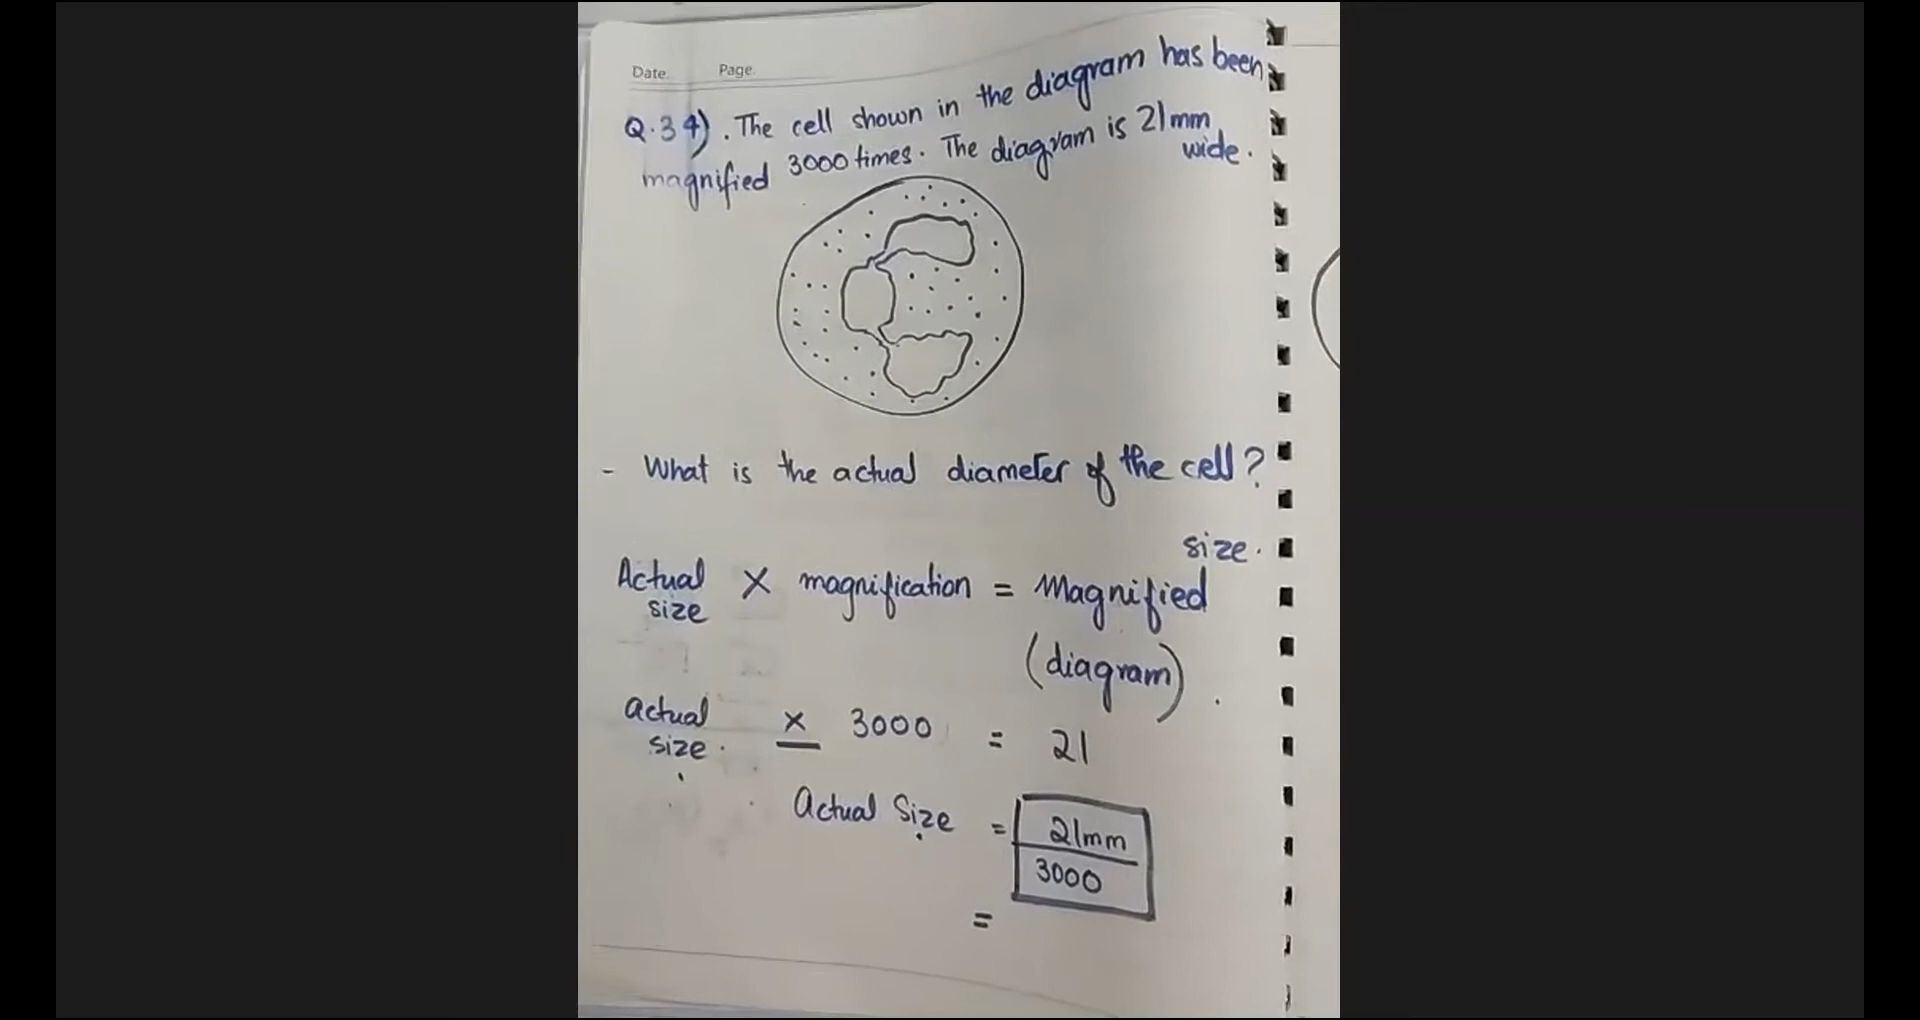 Date. Page.
Q.34). The cell shown in the diagram has been
magnified 3000 times. The diagram is 21mm
wide.
- What is the actual diameter of the cell?
size.
Actual × magnification = Magnified
size
(diagram).
actual × 3000 = 21
size.
Actual Size = 21mm
3000
=